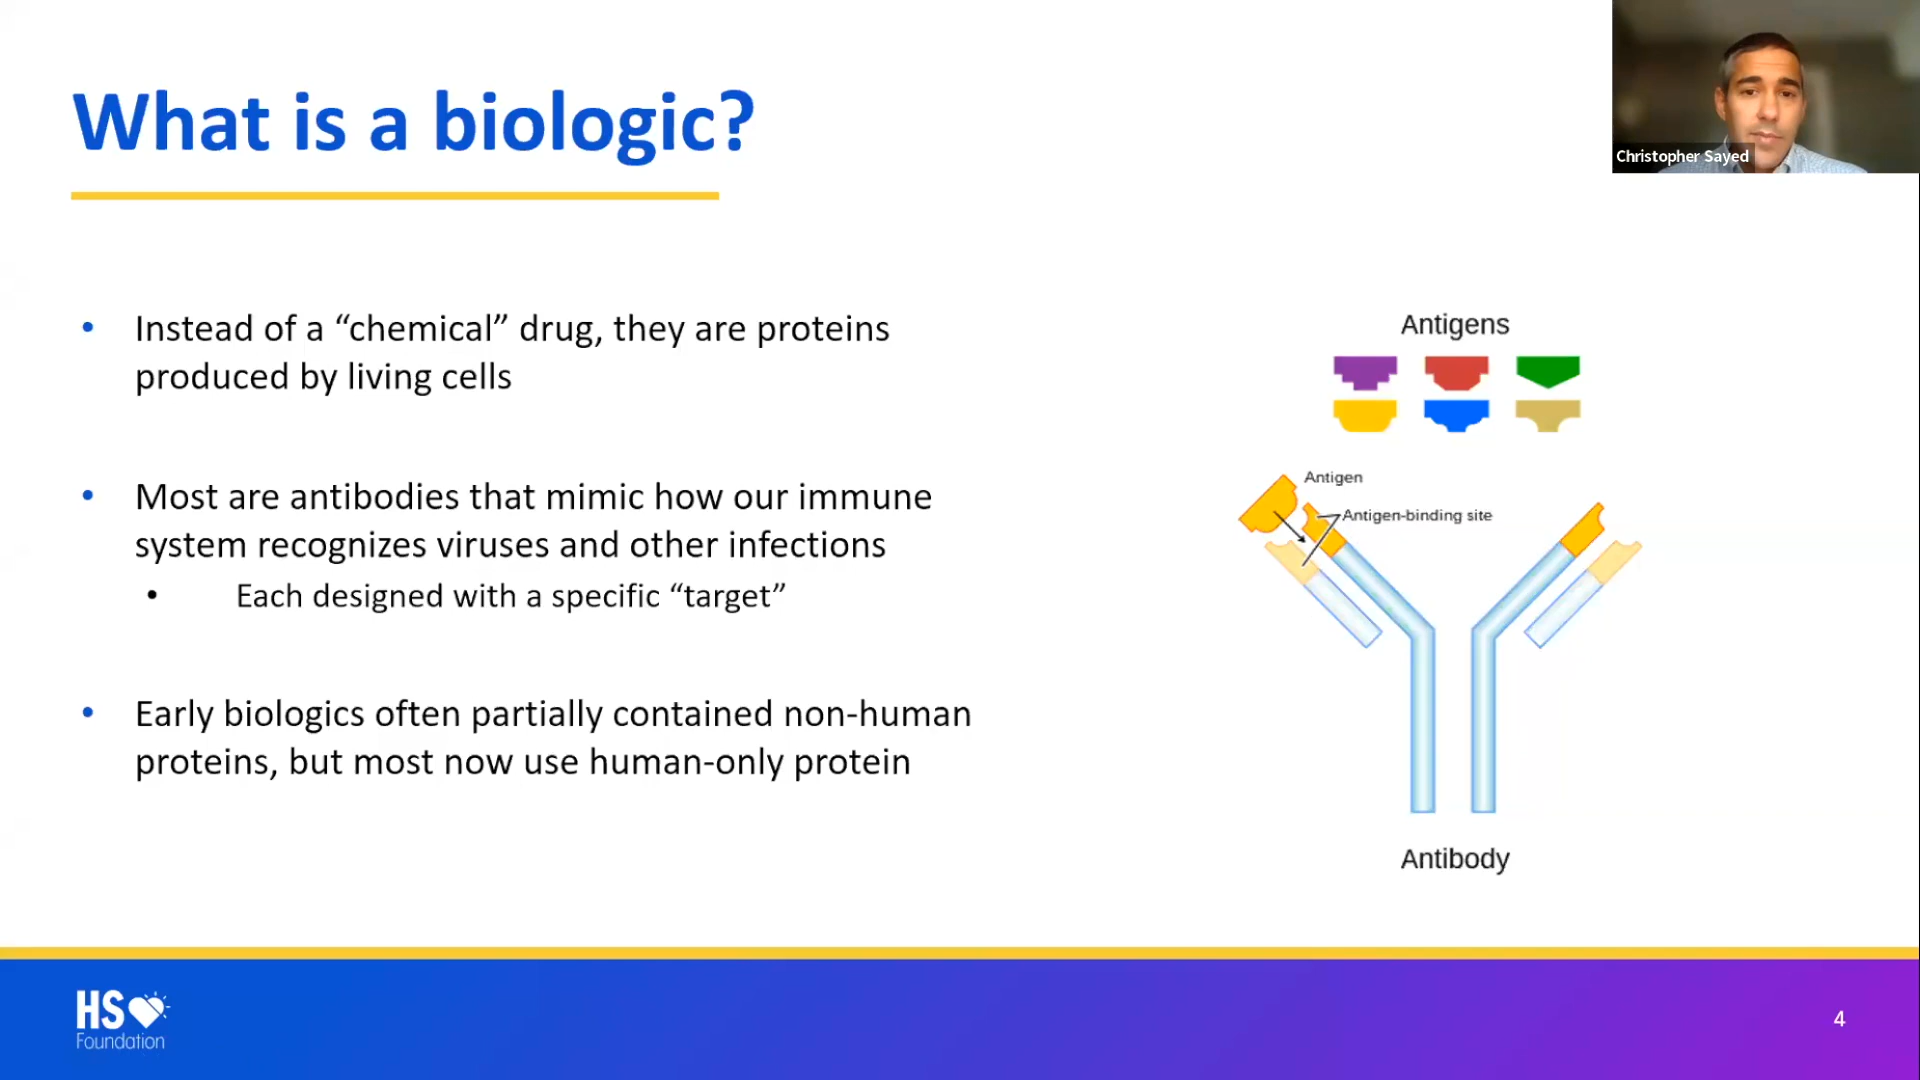 What is a biologic?
Christopher Sayed
• Instead of a “chemical” drug, they are proteins
produced by living cells
• Most are antibodies that mimic how our immune
system recognizes viruses and other infections
• Each designed with a specific “target”
• Early biologics often partially contained non-human
proteins, but most now use human-only protein
Antigens
Antigen
Antigen-binding site
Antibody
HS
Foundation
4